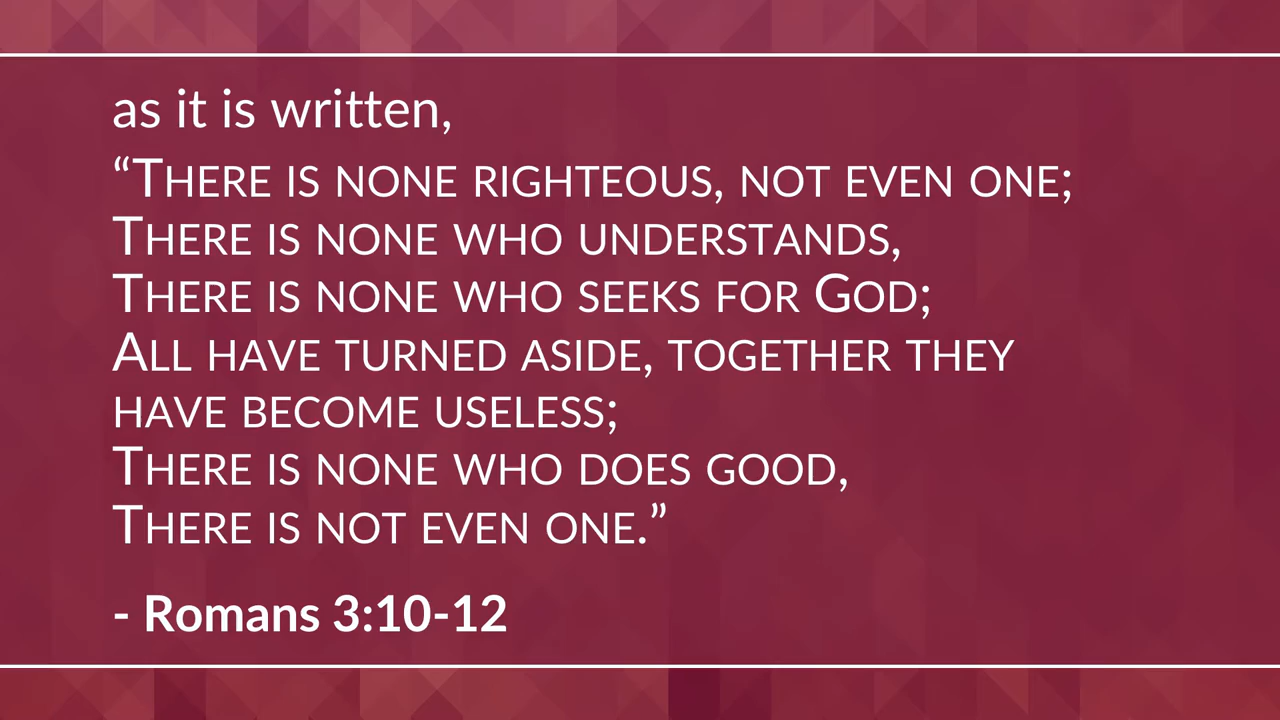 as it is written,
“There is none righteous, not even one;
There is none who understands,
There is none who seeks for God;
All have turned aside, together they
have become useless;
There is none who does good,
There is not even one.”
- Romans 3:10-12